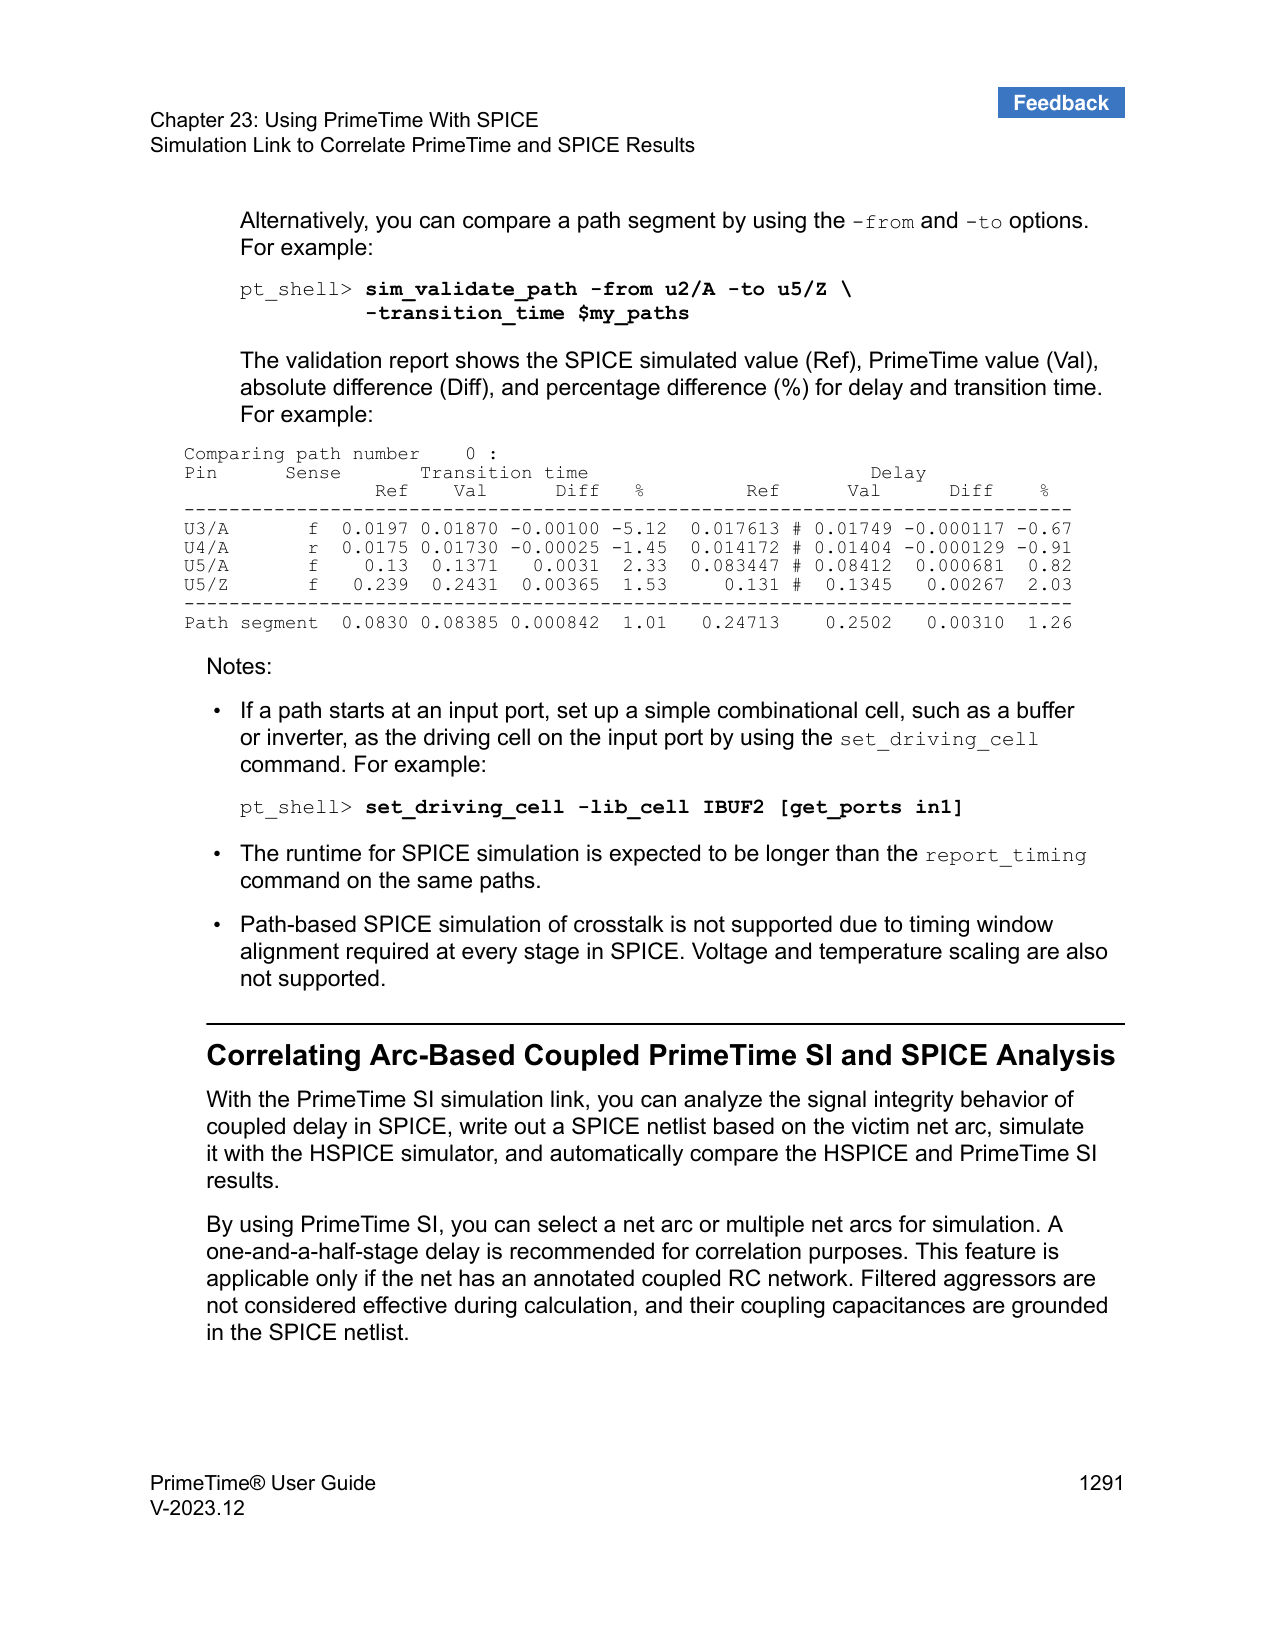 Feedback
Chapter 23: Using PrimeTime With SPICE
Simulation Link to Correlate PrimeTime and SPICE Results
Alternatively, you can compare a path segment by using the -from and -to options.
For example:
pt_shell> sim_validate_path -from u2/A -to u5/Z \
-transition_time $my_paths
The validation report shows the SPICE simulated value (Ref), PrimeTime value (Val),
absolute difference (Diff), and percentage difference (%) for delay and transition time.
For example:
Comparing path number    0 :
Pin      Sense       Transition time                         Delay
                 Ref    Val      Diff   %         Ref      Val      Diff    %
-------------------------------------------------------------------------------
U3/A       f  0.0197 0.01870 -0.00100 -5.12  0.017613 # 0.01749 -0.000117 -0.67
U4/A       r  0.0175 0.01730 -0.00025 -1.45  0.014172 # 0.01404 -0.000129 -0.91
U5/A       f    0.13  0.1371   0.0031  2.33  0.083447 # 0.08412  0.000681  0.82
U5/Z       f   0.239  0.2431  0.00365  1.53     0.131 #  0.1345   0.00267  2.03
-------------------------------------------------------------------------------
Path segment  0.0830 0.08385 0.000842  1.01   0.24713    0.2502   0.00310  1.26
Notes:
• If a path starts at an input port, set up a simple combinational cell, such as a buffer
or inverter, as the driving cell on the input port by using the set_driving_cell
command. For example:
pt_shell> set_driving_cell -lib_cell IBUF2 [get_ports in1]
• The runtime for SPICE simulation is expected to be longer than the report_timing
command on the same paths.
• Path-based SPICE simulation of crosstalk is not supported due to timing window
alignment required at every stage in SPICE. Voltage and temperature scaling are also
not supported.
Correlating Arc-Based Coupled PrimeTime SI and SPICE Analysis
With the PrimeTime SI simulation link, you can analyze the signal integrity behavior of
coupled delay in SPICE, write out a SPICE netlist based on the victim net arc, simulate
it with the HSPICE simulator, and automatically compare the HSPICE and PrimeTime SI
results.
By using PrimeTime SI, you can select a net arc or multiple net arcs for simulation. A
one-and-a-half-stage delay is recommended for correlation purposes. This feature is
applicable only if the net has an annotated coupled RC network. Filtered aggressors are
not considered effective during calculation, and their coupling capacitances are grounded
in the SPICE netlist.
PrimeTime® User Guide 1291
V-2023.12